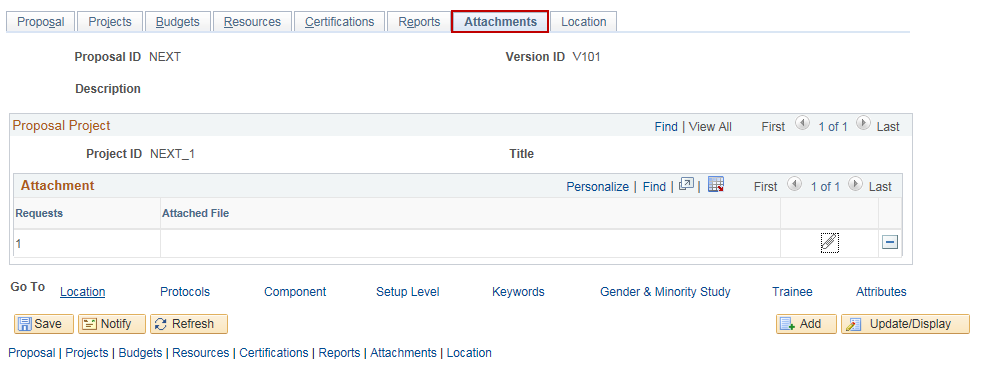 Proposal Projects Budgets Resources Certifications Reports Attachments Location
Proposal ID NEXT Version ID V101
Description
Proposal Project Find | View All First 1 of 1 Last
Project ID NEXT_1 Title
Attachment Personalize | Find | | First 1 of 1 Last
Requests Attached File
1
Go To Location Protocols Component Setup Level Keywords Gender & Minority Study Trainee Attributes
Save Notify Refresh Add Update/Display
Proposal | Projects | Budgets | Resources | Certifications | Reports | Attachments | Location